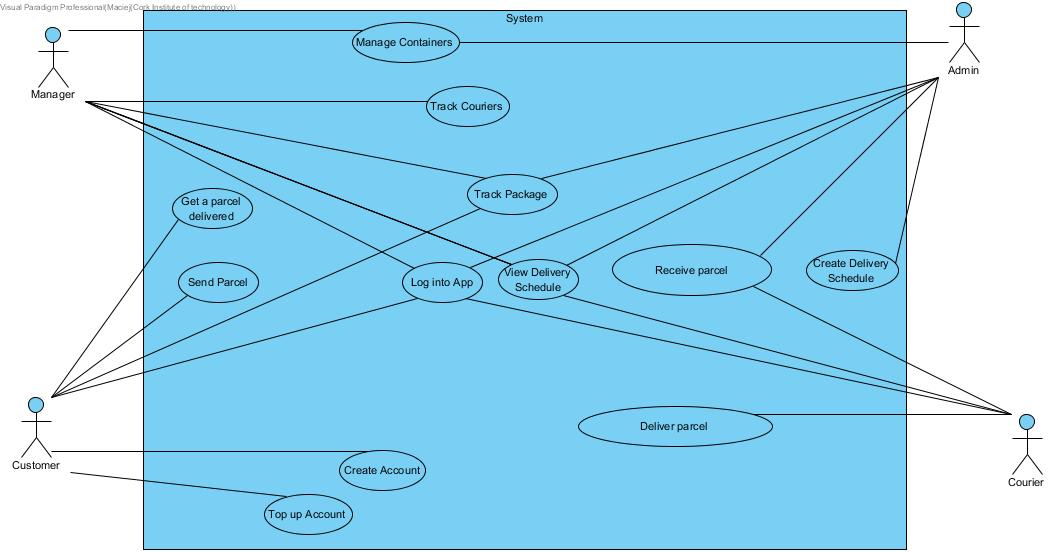 Visual Paradigm Professional(Maciej(Cork Institute of technology))
System
Manage Containers
Manager
Admin
Track Couriers
Track Package
Get a parcel
delivered
Send Parcel
Log into App
View Delivery
Schedule
Receive parcel
Create Delivery
Schedule
Deliver parcel
Customer
Create Account
Courier
Top up Account